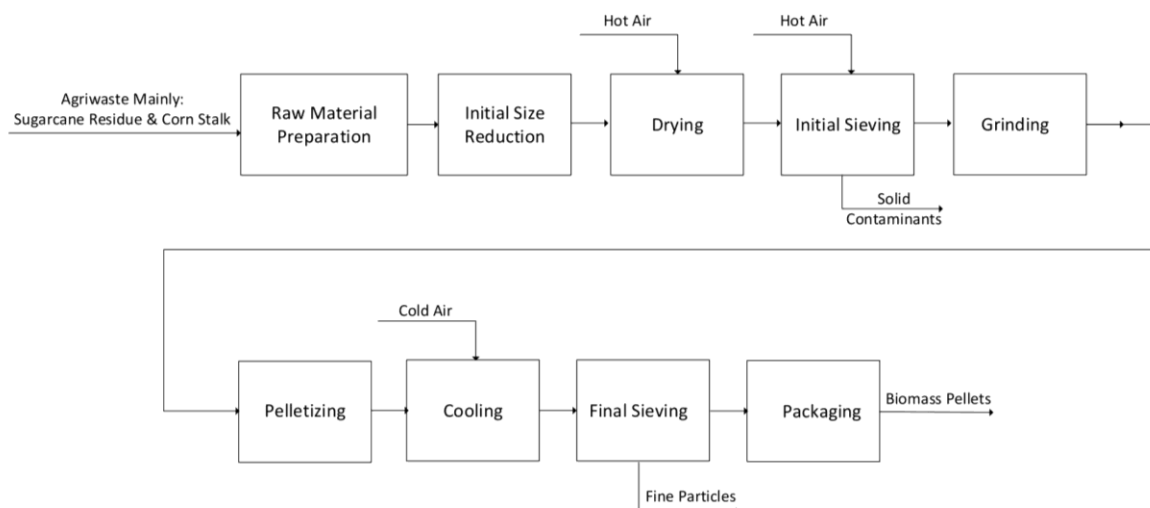 Hot Air
Hot Air
Agriwaste Mainly:
Sugarcane Residue & Corn Stalk
Raw Material
Preparation
Initial Size
Reduction
Drying
Initial Sieving
Grinding
Solid
Contaminants
Cold Air
Pelletizing
Cooling
Final Sieving
Packaging
Biomass Pellets
Fine Particles